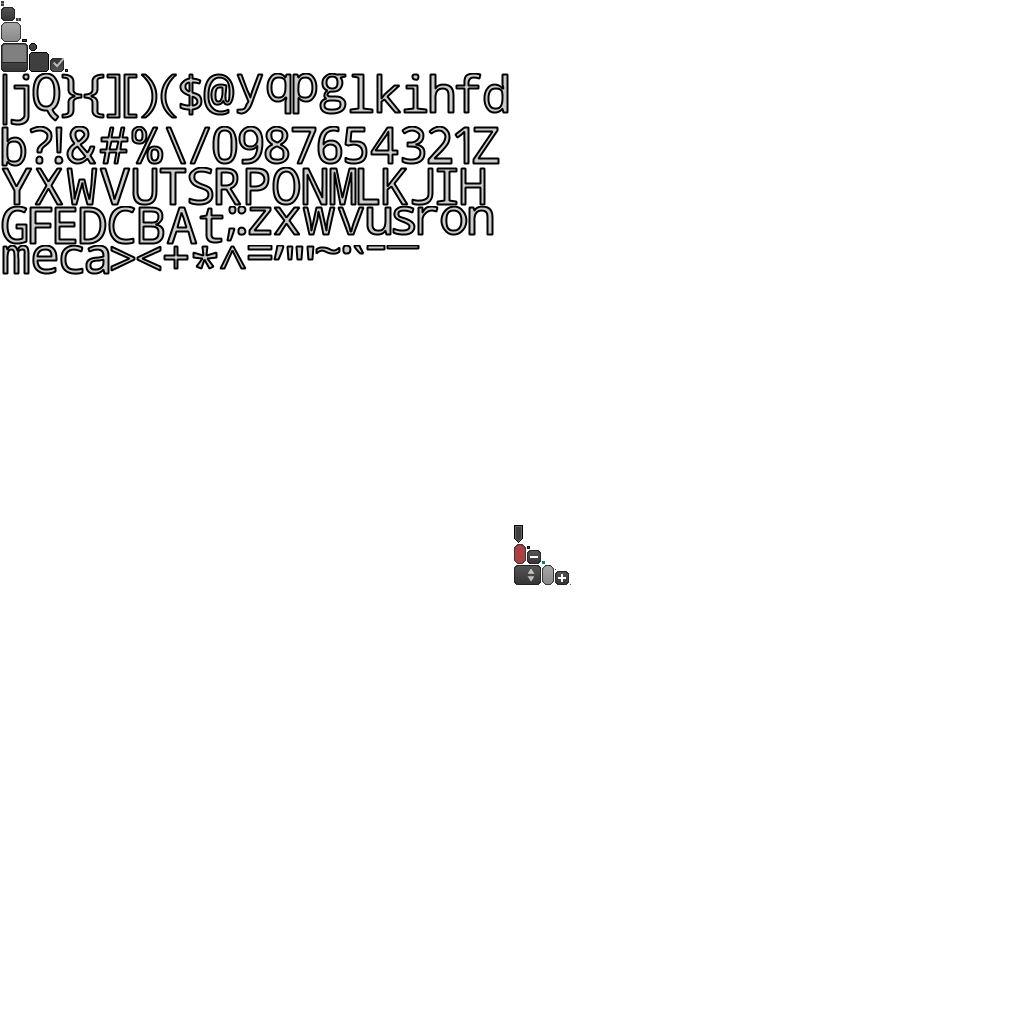 |jQ}{][)($@yqpglkihfd
b?!&#%\/0987654321Z
YXWVUTSRPONMLKJIH
GFEDCBAt;:zxwvusron
meca><+*^=/"'~-`-—